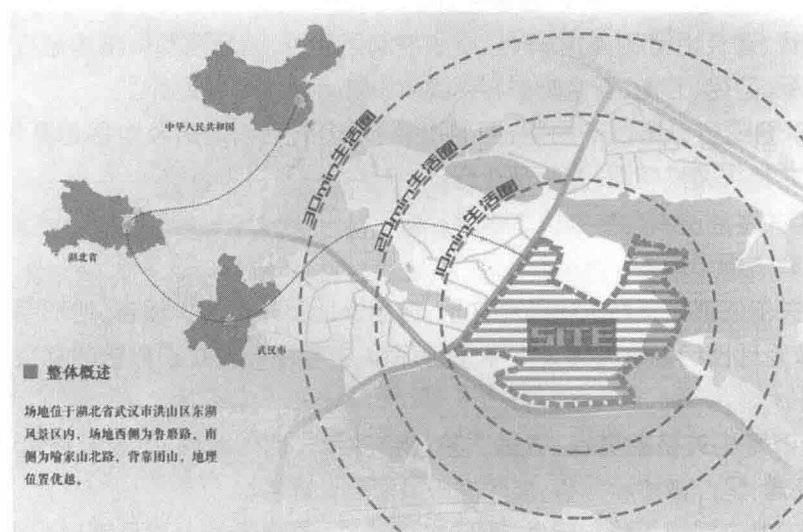 中华人民共和国
湖北省
武汉市
30min生活圈
20min生活圈
10min生活圈
SITE
整体概述
场地位于湖北省武汉市洪山区东湖
风景区内,场地西侧为鲁磨路、南
侧为喻家山北路,背靠团山,地理
位置优越。